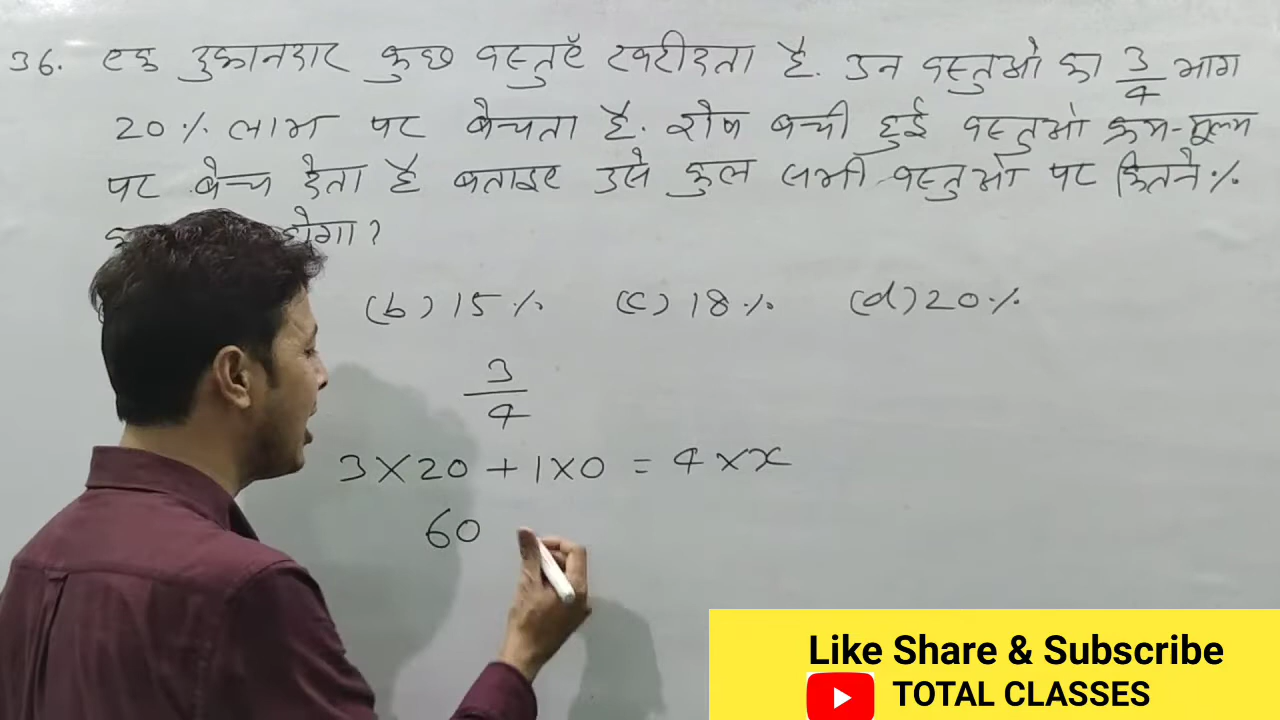 36. एक दुकानदार कुछ वस्तुएँ खरीदता है. उन वस्तुओ का 3/4 भाग
20% लाभ पर बेचता है. शेष बची हुई वस्तुओ क्रम-मूल्य
पर बेच देता है बताइए उसे कुल सभी वस्तुओ पर कितने%
होगा?
(b) 15% (c) 18% (d) 20%
3/4
3×20 + 1×0 = 4×x
60
Like Share & Subscribe
TOTAL CLASSES